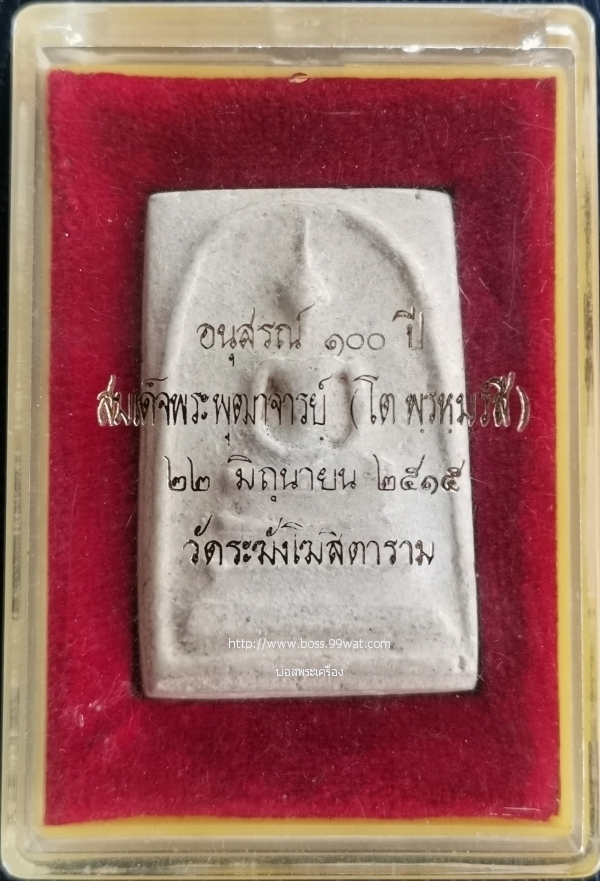 อนุสรณ์ ๑๐๐ ปี
สมเด็จพระพุฒาจารย์ (โต พฺรหฺมรํสี)
๒๒ มิถุนายน ๒๕๑๕
วัดระฆังโฆสิตาราม
http://www.boss.99wat.com
บอสพระเครื่อง